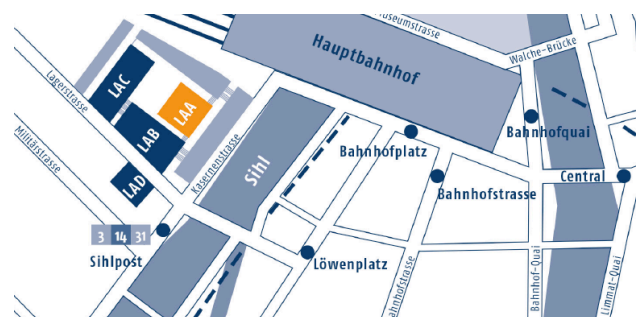 Museumstrasse
Walche-Brücke
Hauptbahnhof
Lagerstrasse
LAC
LAA
LAB
Militärstrasse
LAD
Kasernenstrasse
Sihl
Bahnhofplatz
Bahnhofquai
Bahnhofstrasse
Central
3 14 31
Sihlpost
Löwenplatz
Bahnhofstrasse
Bahnhof-Quai
Limmat-Quai